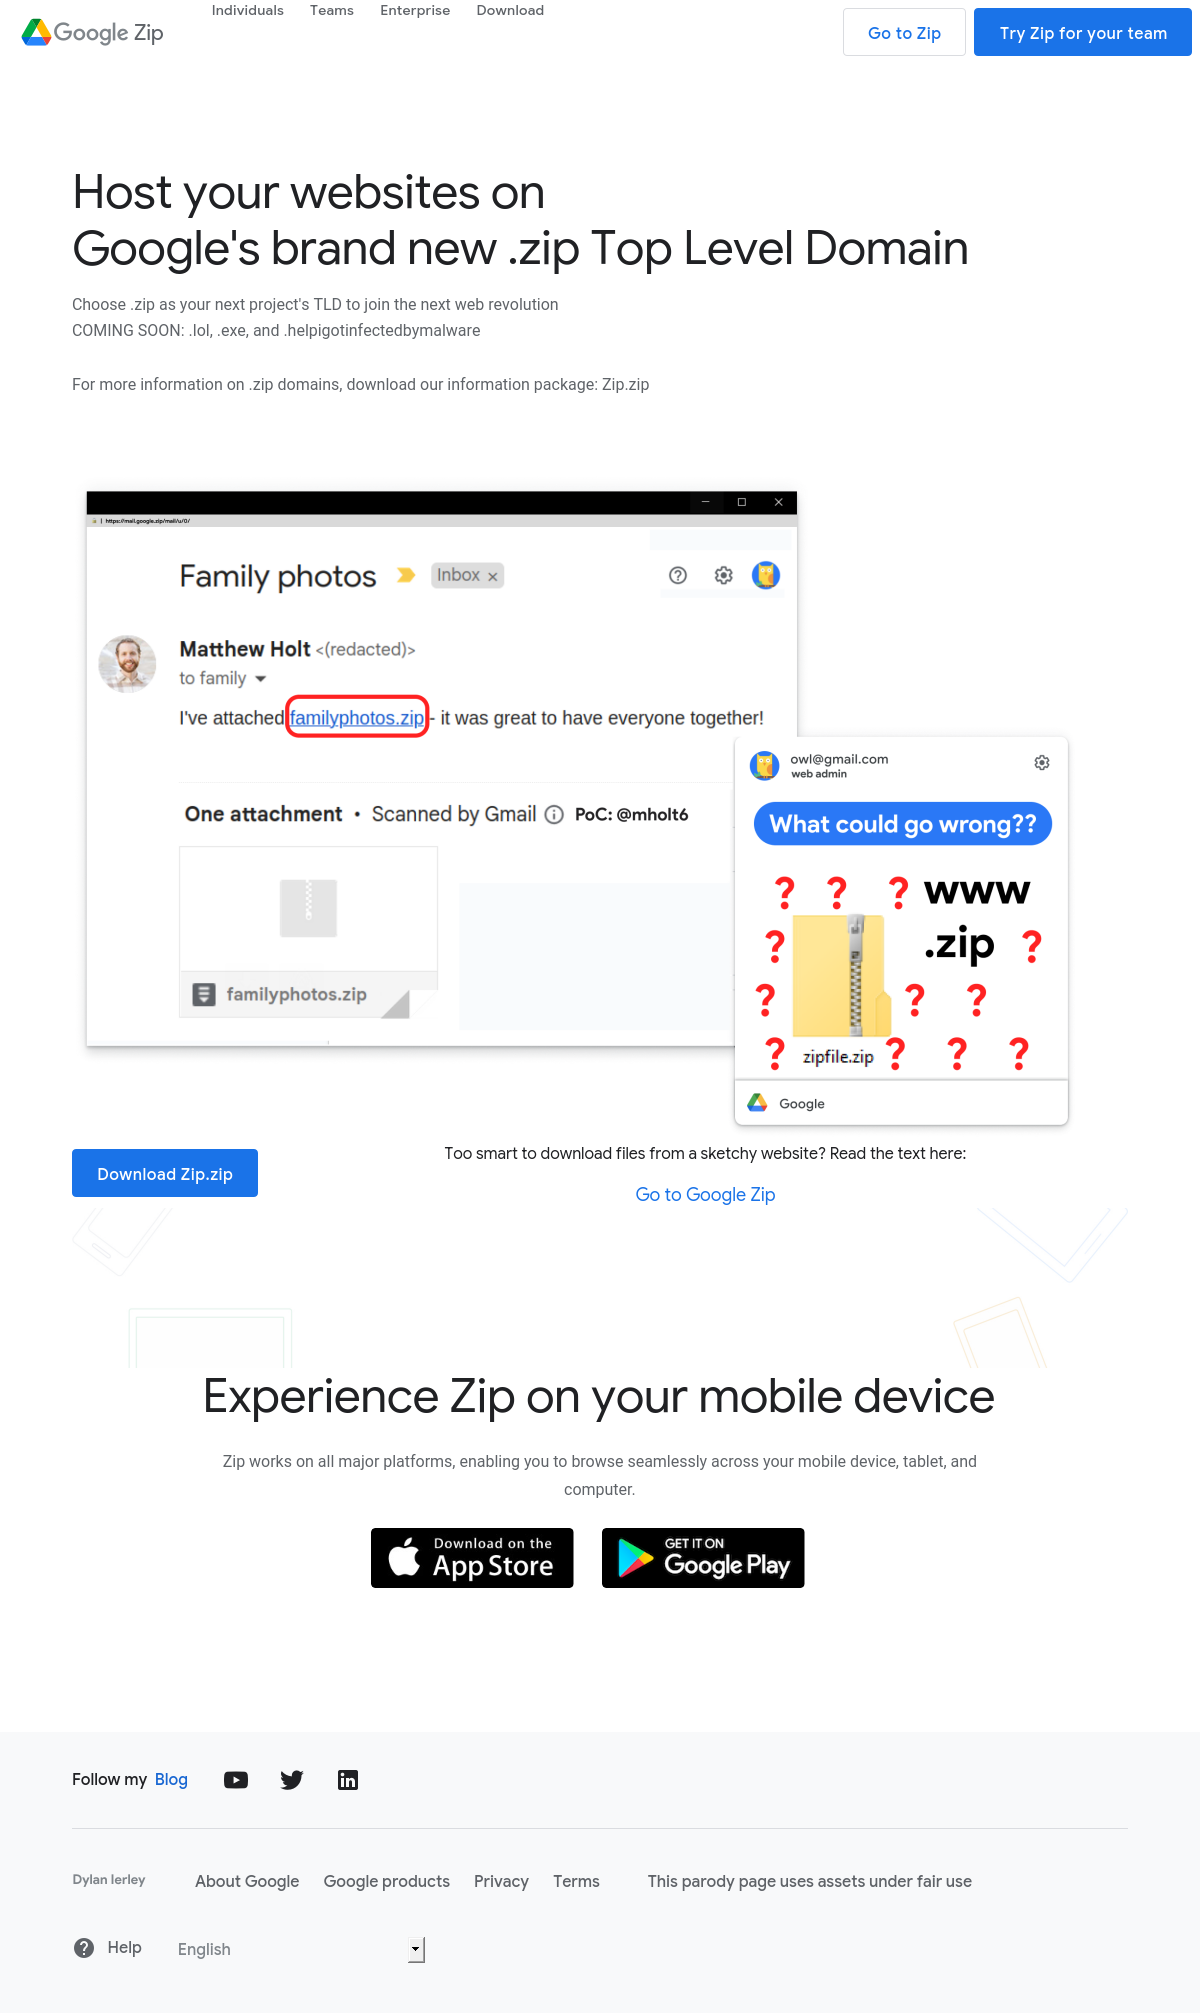 Google Zip
Individuals Teams Enterprise Download
Go to Zip
Try Zip for your team
Host your websites on
Google's brand new .zip Top Level Domain
Choose .zip as your next project's TLD to join the next web revolution
COMING SOON: .lol, .exe, and .helpigotinfectedbymalware
For more information on .zip domains, download our information package: Zip.zip
https://mail.google.zip/mail/u/0/
Family photos
Inbox ×
Matthew Holt <(redacted)>
to family
I've attached familyphotos.zip - it was great to have everyone together!
One attachment • Scanned by Gmail PoC: @mholt6
familyphotos.zip
owl@gmail.com
web admin
What could go wrong??
? ? ? www
? .zip ?
? ? ?
? zipfile.zip ? ? ?
Google
Download Zip.zip
Too smart to download files from a sketchy website? Read the text here:
Go to Google Zip
Experience Zip on your mobile device
Zip works on all major platforms, enabling you to browse seamlessly across your mobile device, tablet, and
computer.
Download on the
App Store
GET IT ON
Google Play
Follow my Blog
Dylan Ierley About Google Google products Privacy Terms This parody page uses assets under fair use
Help English